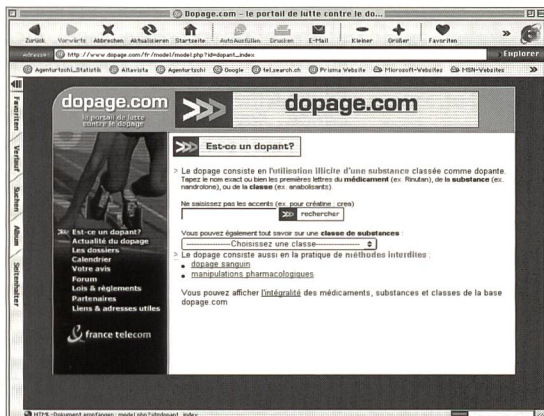 Dopage.com – le portail de lutte contre le do...
Zurück Vorwärts Abbrechen Aktualisieren Startseite AutoAusfüllen Drucken E-Mail Kleiner Größer Favoriten »
Adresse: http://www.dopage.com/fr/model/model.php?id=dopant_index
Explorer
Agenturtschi_Statistik Altavista Agenturtschi Google tel.search.ch Prisma Website Microsoft-Websites MSN-Websites »
Favoriten
Verlauf
Suchen
Album
Seitenhalter
dopage.com
le portail de lutte
contre le dopage
dopage.com
Est-ce un dopant?
> Le dopage consiste en l'utilisation illicite d'une substance classée comme dopante.
Tapez le nom exact ou bien les premières lettres du médicament (ex. Rinutan), de la substance (ex.
nandrolone), ou de la classe (ex. anabolisants)
Ne saisissez pas les accents (ex. pour créatine : crea)
rechercher
Vous pouvez également tout savoir sur une classe de substances :
-----------------Choisissez une classe-----------------
> Le dopage consiste aussi en la pratique de méthodes interdites :
• dopage sanguin
• manipulations pharmacologiques
Vous pouvez afficher l'intégralité des médicaments, substances et classes de la base
dopage com
Est-ce un dopant?
Actualité du dopage
Les dossiers
Calendrier
Votre avis
Forum
Lois & règlements
Partenaires
Liens & adresses utiles
france telecom
HTML-Dokument empfangen: model.php?id=dopant_index